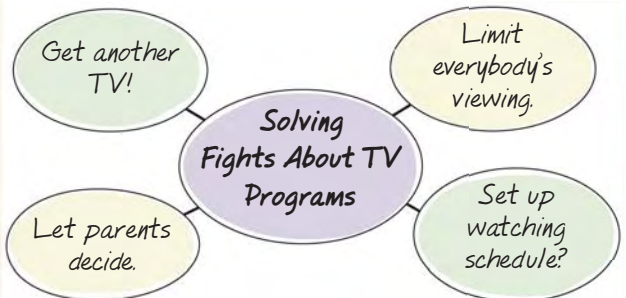 Get another
TV!
Limit
everybody's
viewing.
Solving
Fights About TV
Programs
Let parents
decide.
Set up
watching
schedule?